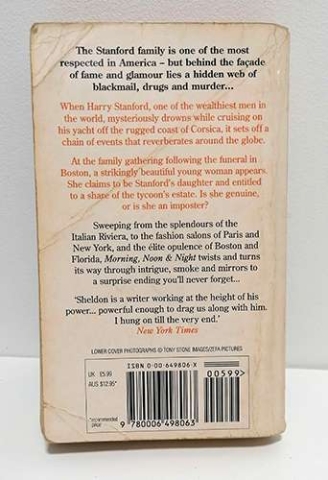 The Stanford family is one of the most
respected in America – but behind the façade
of fame and glamour lies a hidden web of
blackmail, drugs and murder...
When Harry Stanford, one of the wealthiest men in
the world, mysteriously drowns while cruising on
his yacht off the rugged coast of Corsica, it sets off a
chain of events that reverberates around the globe.
At the family gathering following the funeral in
Boston, a strikingly beautiful young woman appears.
She claims to be Stanford's daughter and entitled
to a share of the tycoon's estate. Is she genuine,
or is she an imposter?
Sweeping from the splendours of the
Italian Riviera, to the fashion salons of Paris and
New York, and the élite opulence of Boston and
Florida, Morning, Noon & Night twists and turns
its way through intrigue, smoke and mirrors to
a surprise ending you'll never forget...
'Sheldon is a writer working at the height of his
power... powerful enough to drag us along with him.
I hung on till the very end.'
New York Times
LOWER COVER PHOTOGRAPHS © TONY STONE IMAGES/ZEFA PICTURES
UK £5.99
AUS $12.95*
*recommended
price
ISBN 0-00-649806-X
00599>
9 780006 498063